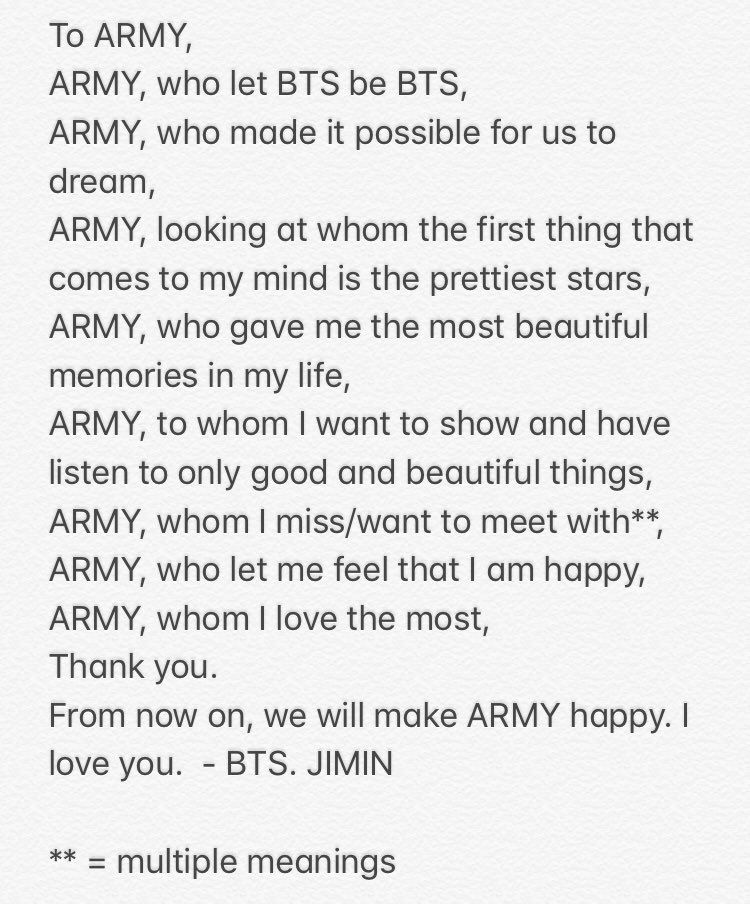 To ARMY,
ARMY, who let BTS be BTS,
ARMY, who made it possible for us to
dream,
ARMY, looking at whom the first thing that
comes to my mind is the prettiest stars,
ARMY, who gave me the most beautiful
memories in my life,
ARMY, to whom I want to show and have
listen to only good and beautiful things,
ARMY, whom I miss/want to meet with**,
ARMY, who let me feel that I am happy,
ARMY, whom I love the most,
Thank you.
From now on, we will make ARMY happy. I
love you.  - BTS. JIMIN

** = multiple meanings